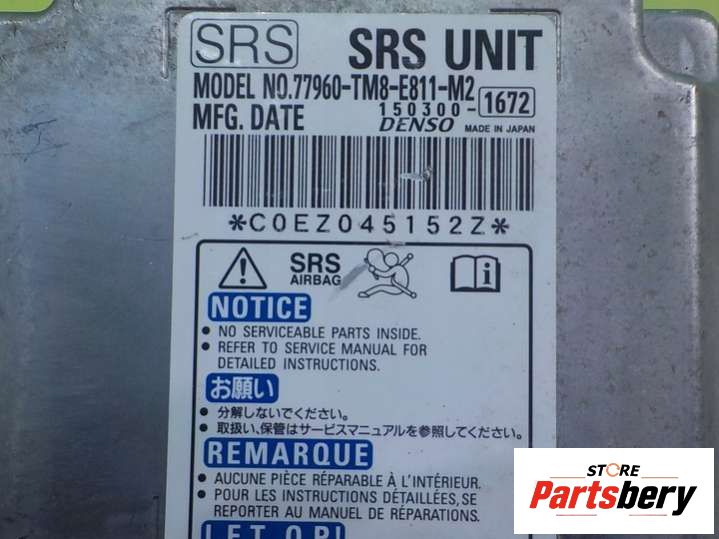 SRS SRS UNIT
MODEL NO.77960-TM8-E811-M2
150300-1672
MFG. DATE DENSO MADE IN JAPAN
*C0EZ045152Z*
SRS
AIRBAG
NOTICE
● NO SERVICEABLE PARTS INSIDE.
● REFER TO SERVICE MANUAL FOR
DETAILED INSTRUCTIONS.
お願い
● 分解しないでください。
● 取扱い、保管はサービスマニュアルを参照してください。
REMARQUE
● AUCUNE PIÈCE RÉPARABLE À L'INTÉRIEUR.
● POUR LES INSTRUCTIONS DÉTAILLÉES, SE
REPORTER AU MANUEL DE RÉPARATIONS.
LET OP!
STORE
Partsbery